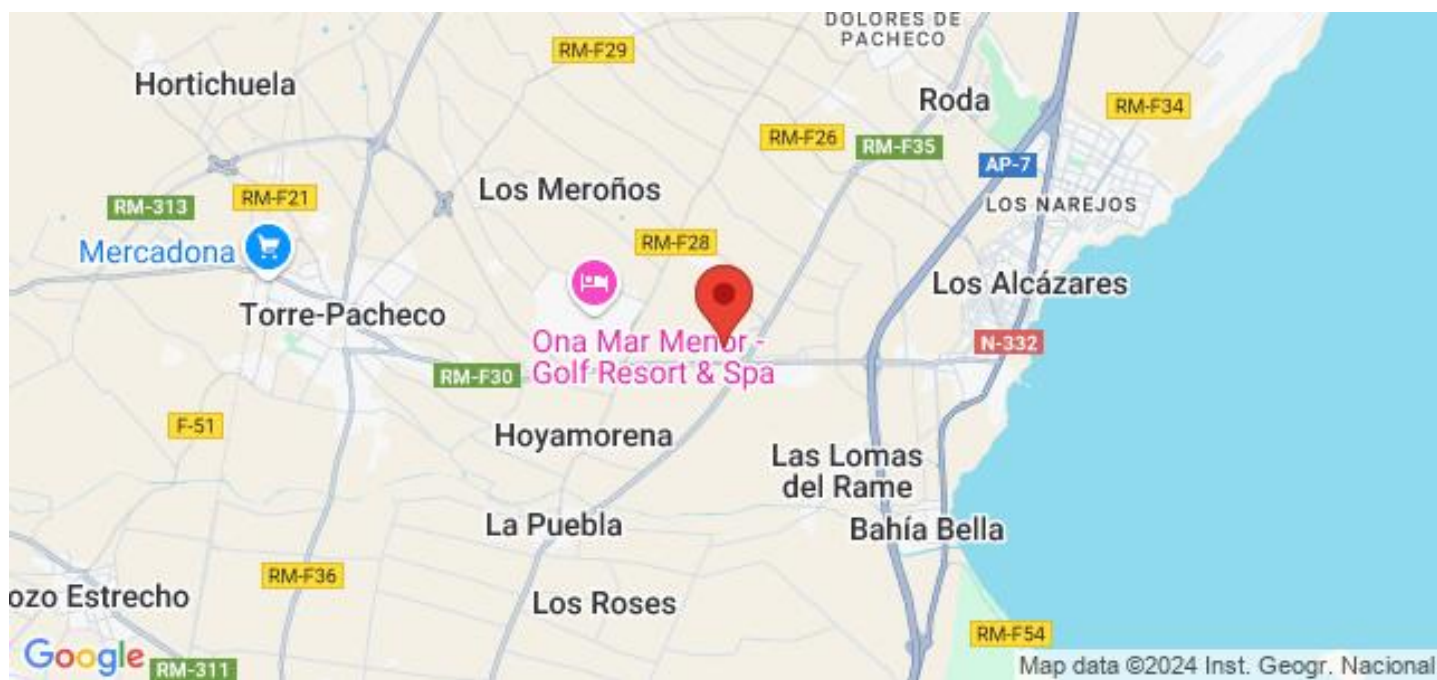 DOLORES DE
PACHECO
RM-F29
Hortichuela
Roda
RM-F34
RM-F26
RM-F35
AP-7
Los Meroños
RM-F21
RM-313
LOS NAREJOS
Mercadona
RM-F28
Los Alcázares
Torre-Pacheco
Ona Mar Menor -
Golf Resort & Spa
N-332
RM-F30
F-51
Hoyamorena
Las Lomas
del Rame
La Puebla
Bahía Bella
RM-F36
ozo Estrecho
Los Roses
RM-F54
Google
RM-311
Map data ©2024 Inst. Geogr. Nacional